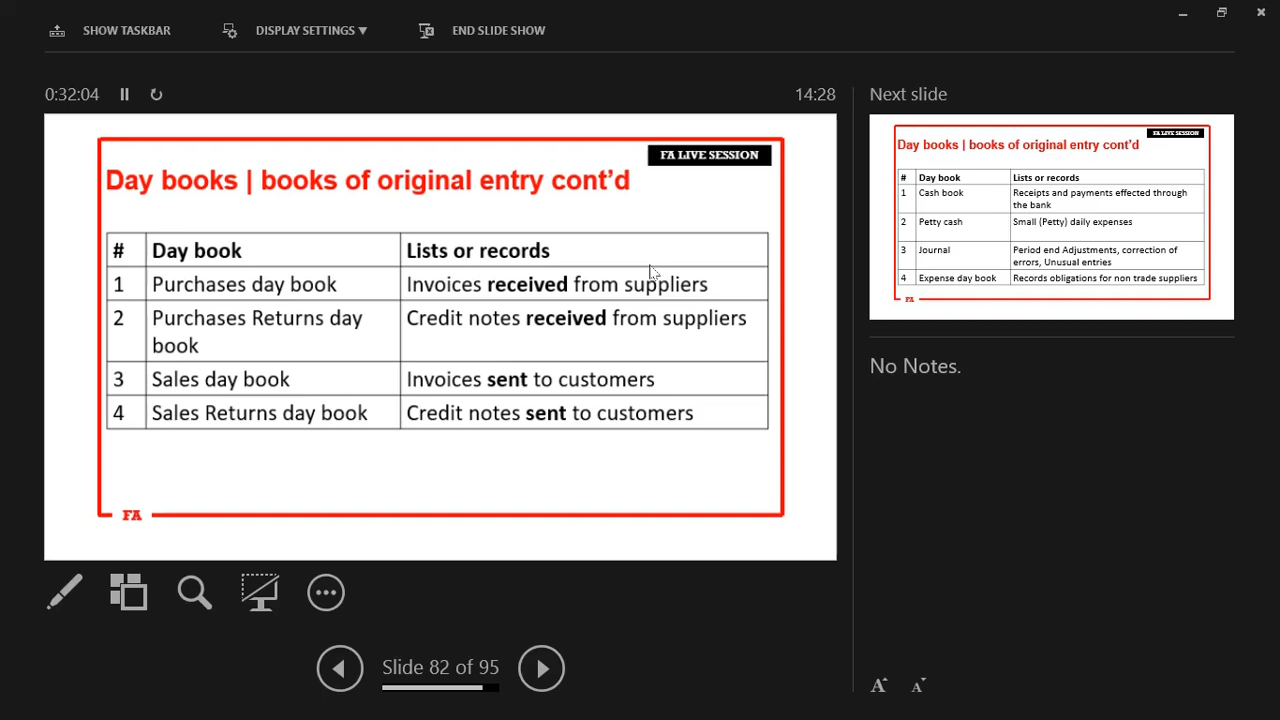 SHOW TASKBAR DISPLAY SETTINGS ▼ END SLIDE SHOW
0:32:04 14:28
FA LIVE SESSION
Day books | books of original entry cont’d
# Day book Lists or records
1 Purchases day book Invoices received from suppliers
2 Purchases Returns day Credit notes received from suppliers
book
3 Sales day book Invoices sent to customers
4 Sales Returns day book Credit notes sent to customers
FA
Slide 82 of 95
Next slide
FA LIVE SESSION
Day books | books of original entry cont’d
# Day book Lists or records
1 Cash book Receipts and payments effected through
the bank
2 Petty cash Small (Petty) daily expenses
3 Journal Period end Adjustments, correction of
errors, Unusual entries
4 Expense day book Records obligations for non trade suppliers
FA
No Notes.
A A